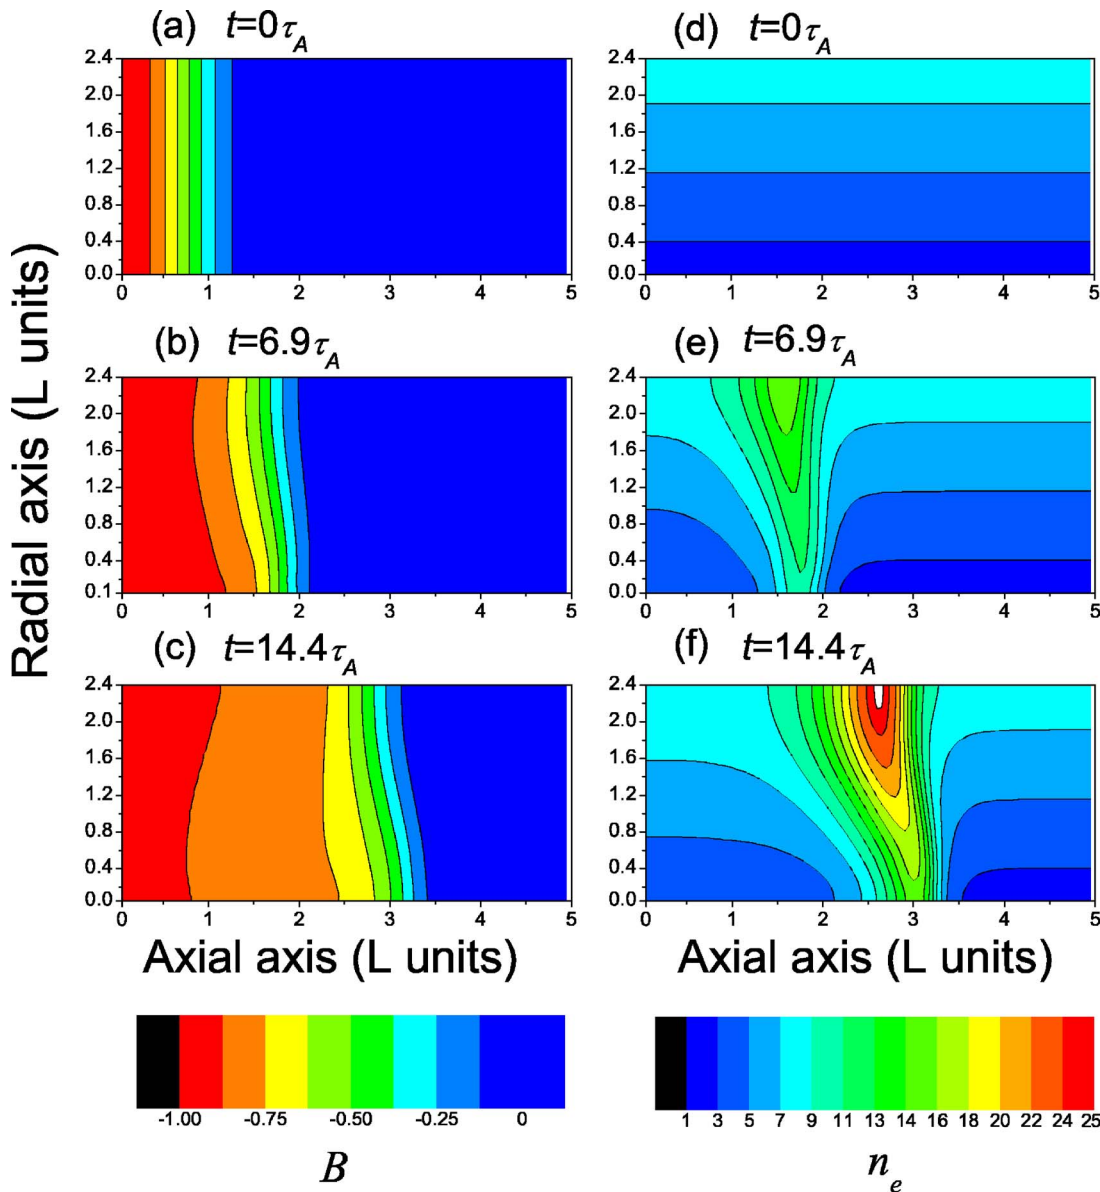 (a) t=0τA
(d) t=0τA
2.4
2.0
1.6
1.2
0.8
0.4
0.0
0 1 2 3 4 5
2.4
2.0
1.6
1.2
0.8
0.4
0.0
0 1 2 3 4 5
(b) t=6.9τA
(e) t=6.9τA
2.4
2.0
1.6
1.2
0.8
0.4
0.1
0 1 2 3 4 5
2.4
2.0
1.6
1.2
0.8
0.4
0.0
0 1 2 3 4 5
(c) t=14.4τA
(f) t=14.4τA
2.4
2.0
1.6
1.2
0.8
0.4
0.0
0 1 2 3 4 5
2.4
2.0
1.6
1.2
0.8
0.4
0.0
0 1 2 3 4 5
Radial axis (L units)
Axial axis (L units)
Axial axis (L units)
-1.00 -0.75 -0.50 -0.25 0
1 3 5 7 9 11 13 14 16 18 20 22 24 25
B
ne